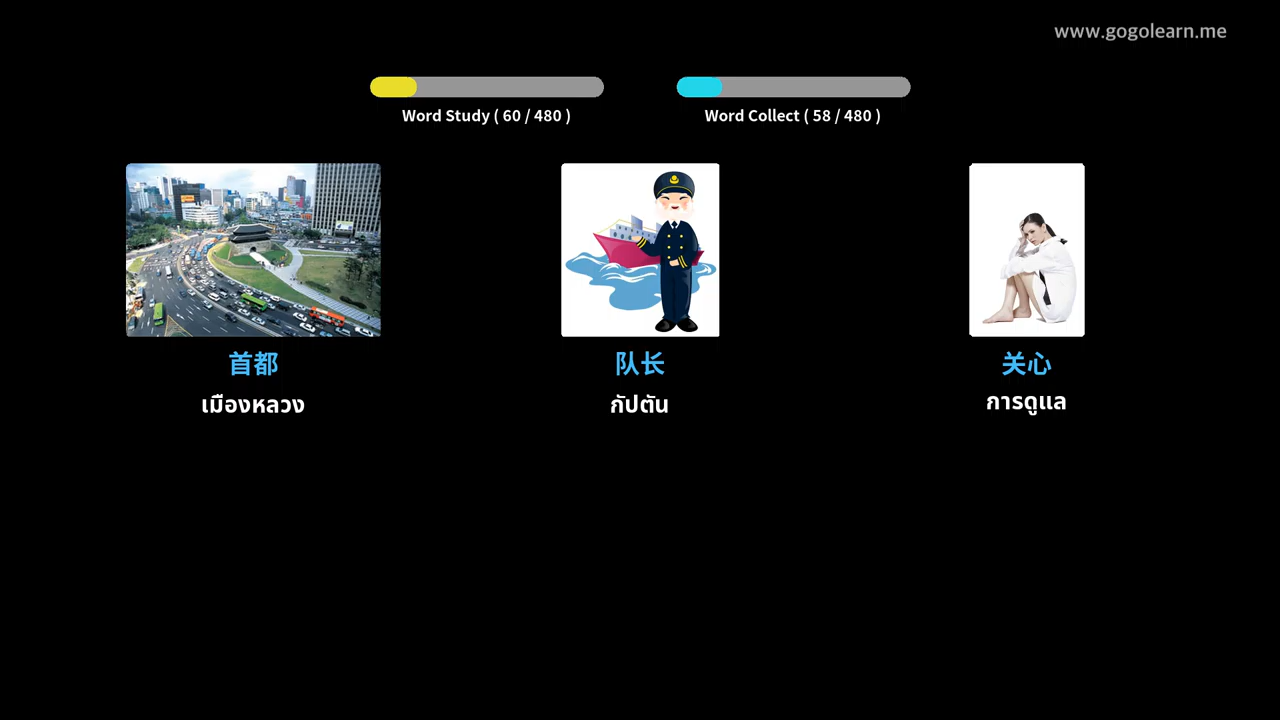 www.gogolearn.me
Word Study ( 60 / 480 )
Word Collect ( 58 / 480 )
首都
队长
关心
เมืองหลวง
กัปตัน
การดูแล